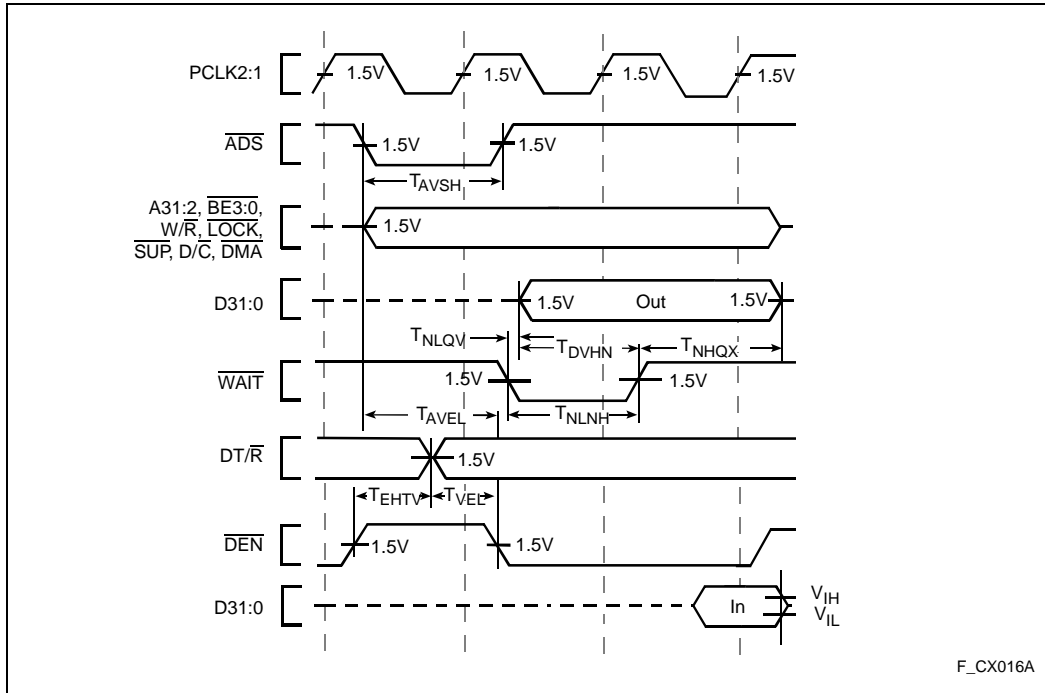 PCLK2:1
1.5V 1.5V 1.5V 1.5V
ADS
1.5V 1.5V
TAVSH
A31:2, BE3:0,
W/R, LOCK,
SUP, D/C, DMA
1.5V
D31:0
1.5V Out 1.5V
TNLQV TDVHN TNHQX
WAIT
1.5V 1.5V
TAVEL TNLNH
DT/R
1.5V
TEHTV TVEL
DEN
1.5V 1.5V
D31:0
In
VIH
VIL
F_CX016A